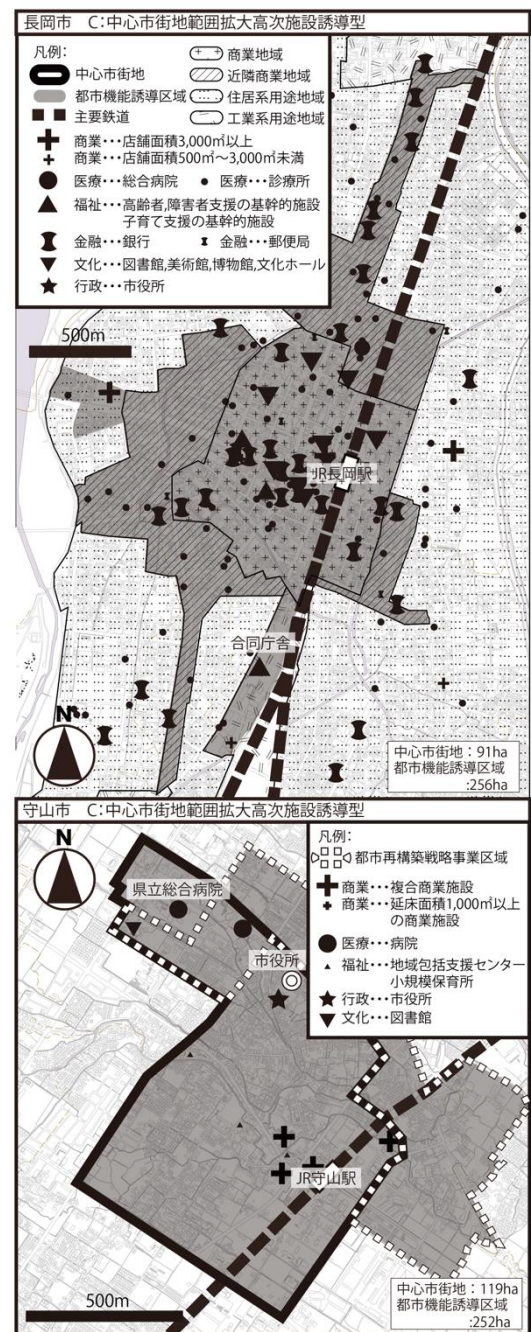 長岡市 C:中心市街地範囲拡大高次施設誘導型
凡例:
中心市街地
都市機能誘導区域
主要鉄道
商業地域
近隣商業地域
住居系用途地域
工業系用途地域
商業・・・店舗面積3,000㎡以上
商業・・・店舗面積500㎡～3,000㎡未満
医療・・・総合病院
医療・・・診療所
福祉・・・高齢者,障害者支援の基幹的施設
子育て支援の基幹的施設
金融・・・銀行
金融・・・郵便局
文化・・・図書館,美術館,博物館,文化ホール
行政・・・市役所
500m
JR長岡駅
合同庁舎
N
中心市街地:91ha
都市機能誘導区域
:256ha
守山市 C:中心市街地範囲拡大高次施設誘導型
N
凡例:
都市再構築戦略事業区域
商業・・・複合商業施設
商業・・・延床面積1,000㎡以上
の商業施設
医療・・・病院
福祉・・・地域包括支援センター
小規模保育所
行政・・・市役所
文化・・・図書館
県立総合病院
市役所
JR守山駅
500m
中心市街地:119ha
都市機能誘導区域
:252ha